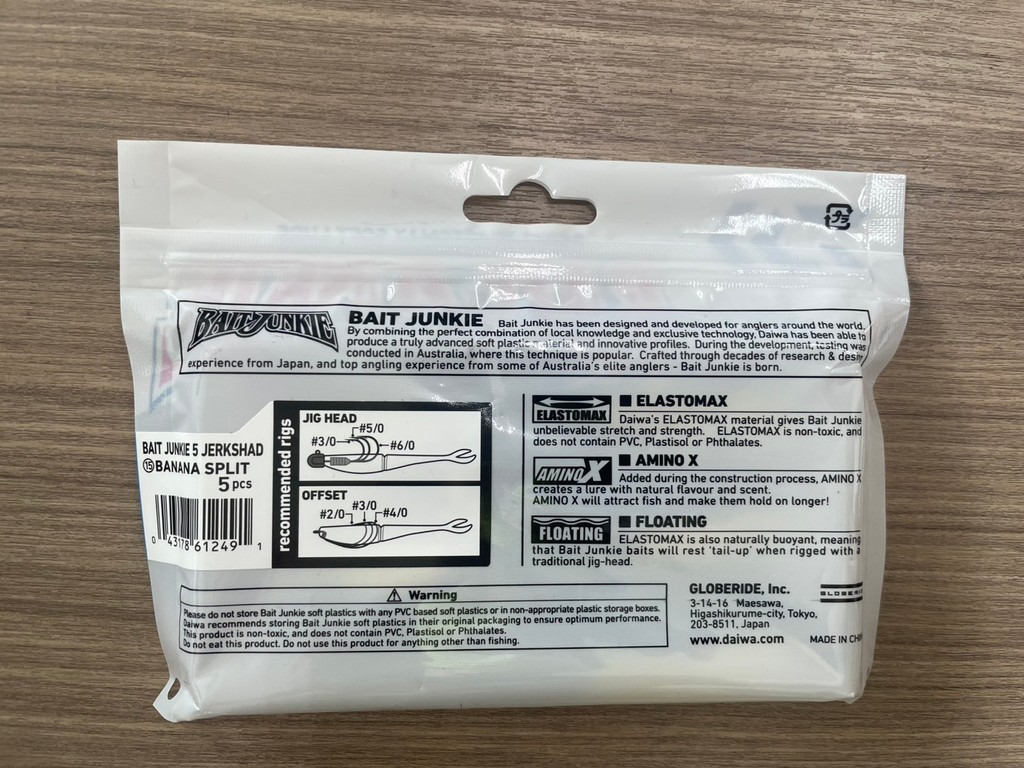 プラ
BAIT JUNKIE
BAIT JUNKIE Bait Junkie has been designed and developed for anglers around the world.
By combining the perfect combination of local knowledge and exclusive technology, Daiwa has been able to
produce a truly advanced soft plastic material and innovative profiles. During the development, testing was
conducted in Australia, where this technique is popular. Crafted through decades of research & design
experience from Japan, and top angling experience from some of Australia's elite anglers - Bait Junkie is born.
BAIT JUNKIE 5 JERKSHAD
⑮BANANA SPLIT
5 pcs
0 43178 61249 1
recommended rigs
JIG HEAD
#5/0
#3/0
#6/0
OFFSET
#3/0
#2/0
#4/0
ELASTOMAX
■ ELASTOMAX
Daiwa's ELASTOMAX material gives Bait Junkie
unbelievable stretch and strength. ELASTOMAX is non-toxic, and
does not contain PVC, Plastisol or Phthalates.
AMINO X
■ AMINO X
Added during the construction process, AMINO X
creates a lure with natural flavour and scent.
AMINO X will attract fish and make them hold on longer!
FLOATING
■ FLOATING
ELASTOMAX is also naturally buoyant, meaning
that Bait Junkie baits will rest 'tail-up' when rigged with a
traditional jig-head.
⚠ Warning
Please do not store Bait Junkie soft plastics with any PVC based soft plastics or in non-appropriate plastic storage boxes.
Daiwa recommends storing Bait Junkie soft plastics in their original packaging to ensure optimum performance.
This product is non-toxic, and does not contain PVC, Plastisol or Phthalates.
Do not eat this product. Do not use this product for anything other than fishing.
GLOBERIDE, Inc.
3-14-16 Maesawa,
Higashikurume-city, Tokyo,
203-8511, Japan
www.daiwa.com
GLOBERIDE
MADE IN CHIN